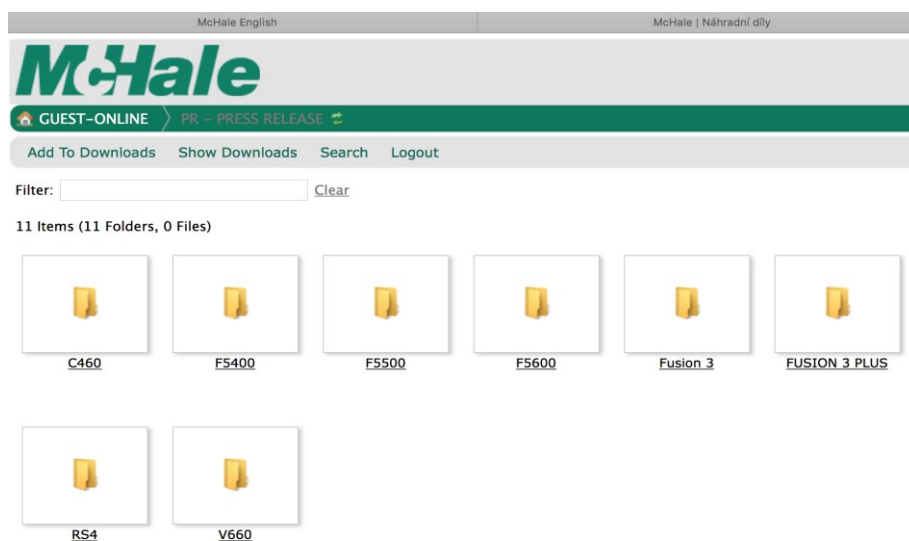 McHale English McHale | Náhradní díly
McHale
GUEST-ONLINE PR - PRESS RELEASE
Add To Downloads Show Downloads Search Logout
Filter: Clear
11 Items (11 Folders, 0 Files)
C460 F5400 F5500 F5600 Fusion 3 FUSION 3 PLUS
RS4 V660